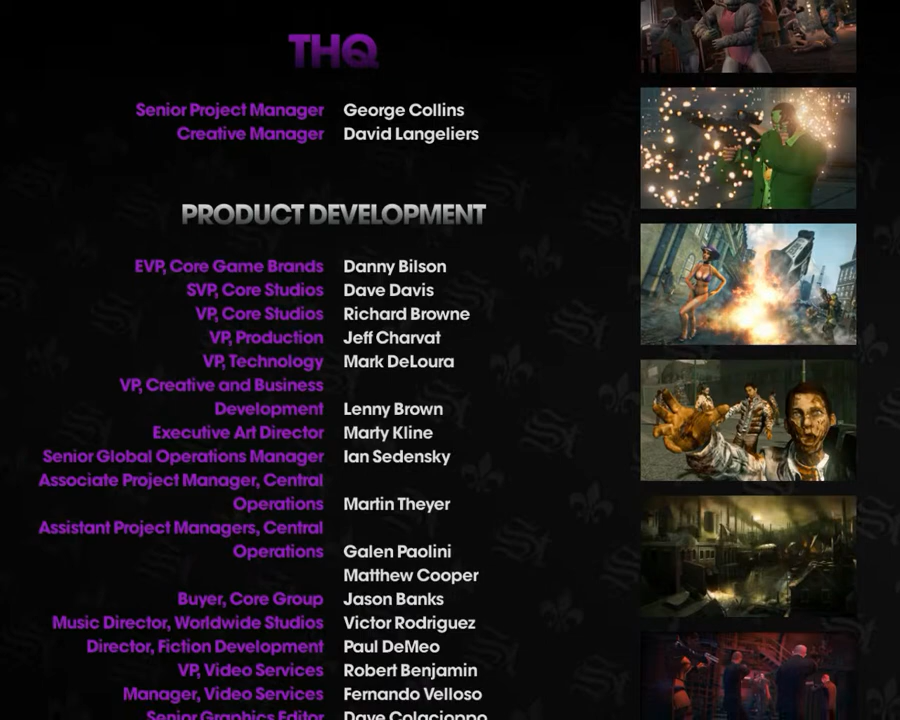 THQ
Senior Project Manager George Collins
Creative Manager David Langeliers
PRODUCT DEVELOPMENT
EVP, Core Game Brands Danny Bilson
SVP, Core Studios Dave Davis
VP, Core Studios Richard Browne
VP, Production Jeff Charvat
VP, Technology Mark DeLoura
VP, Creative and Business
Development Lenny Brown
Executive Art Director Marty Kline
Senior Global Operations Manager Ian Sedensky
Associate Project Manager, Central
Operations Martin Theyer
Assistant Project Managers, Central
Operations Galen Paolini
Matthew Cooper
Buyer, Core Group Jason Banks
Music Director, Worldwide Studios Victor Rodriguez
Director, Fiction Development Paul DeMeo
VP, Video Services Robert Benjamin
Manager, Video Services Fernando Velloso
Senior Graphics Editor Dave Colacioppo